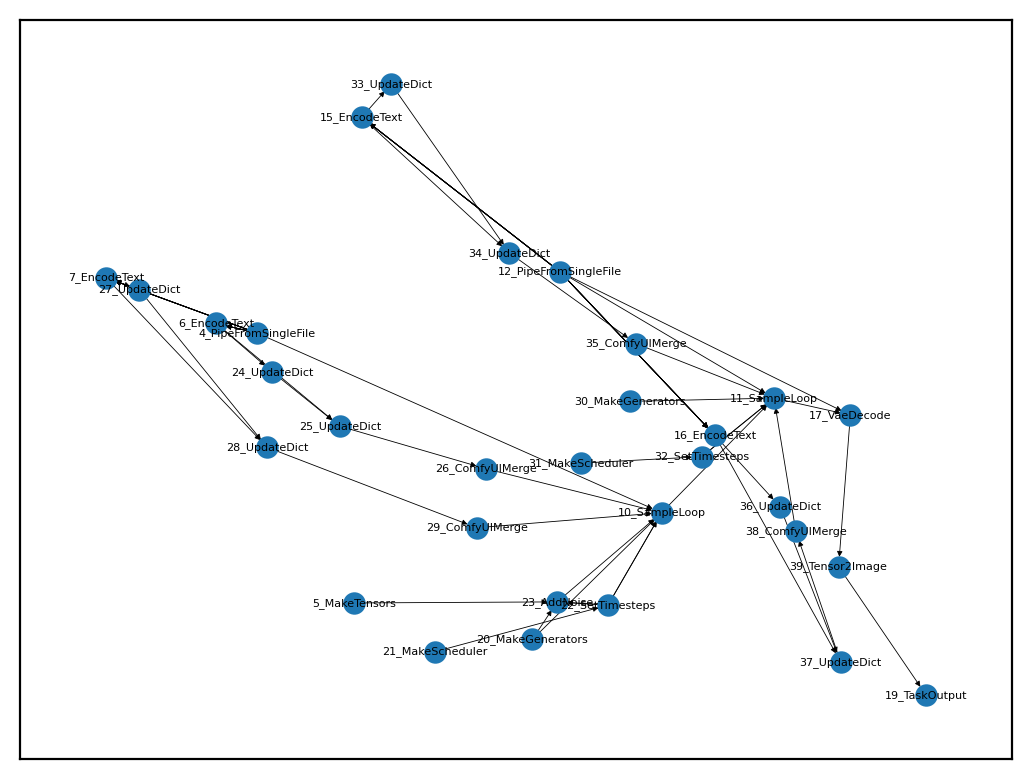 33_UpdateDict
15_EncodeText
34_UpdateDict
12_PipeFromSingleFile
7_EncodeText
27_UpdateDict
6_EncodeText
4_PipeFromSingleFile
35_ComfyUIMerge
24_UpdateDict
30_MakeGenerators
11_SampleLoop
17_VaeDecode
25_UpdateDict
16_EncodeText
28_UpdateDict
32_SetTimesteps
31_MakeScheduler
26_ComfyUIMerge
36_UpdateDict
10_SampleLoop
29_ComfyUIMerge
38_ComfyUIMerge
39_Tensor2Image
5_MakeTensors
23_AddNoise
22_SetTimesteps
20_MakeGenerators
21_MakeScheduler
37_UpdateDict
19_TaskOutput